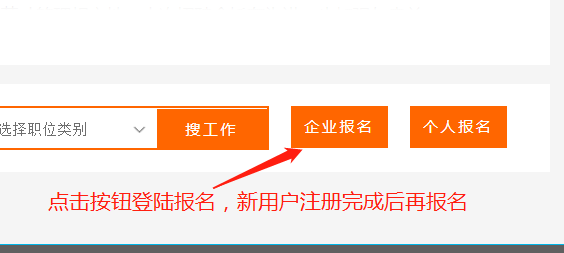 选择职位类别 搜工作 企业报名 个人报名
点击按钮登陆报名，新用户注册完成后再报名